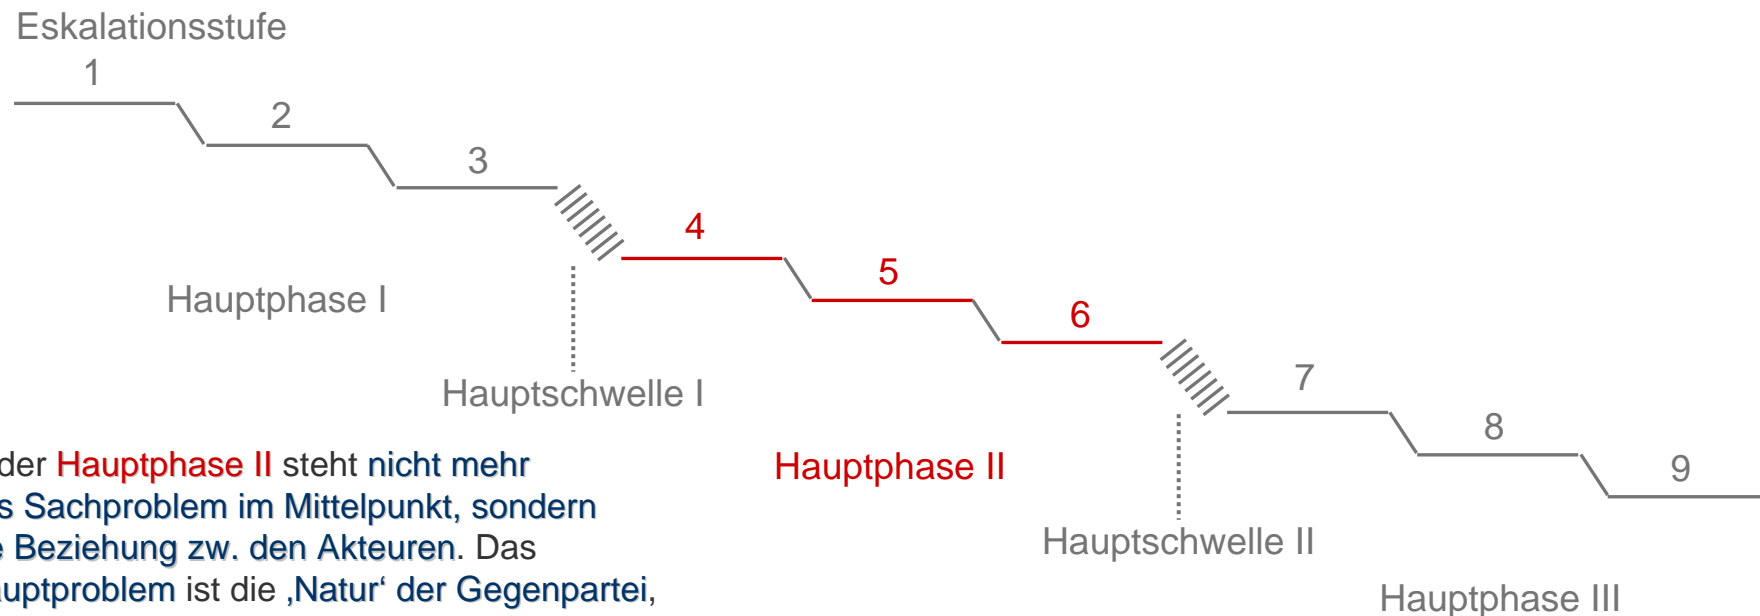 Eskalationsstufe
1
2
3
4
5
6
7
8
9
Hauptphase I
Hauptschwelle I
Hauptphase II
Hauptschwelle II
Hauptphase III
der Hauptphase II steht nicht mehr
s Sachproblem im Mittelpunkt, sondern
e Beziehung zw. den Akteuren. Das
auptproblem ist die ‚Natur‘ der Gegenpartei,